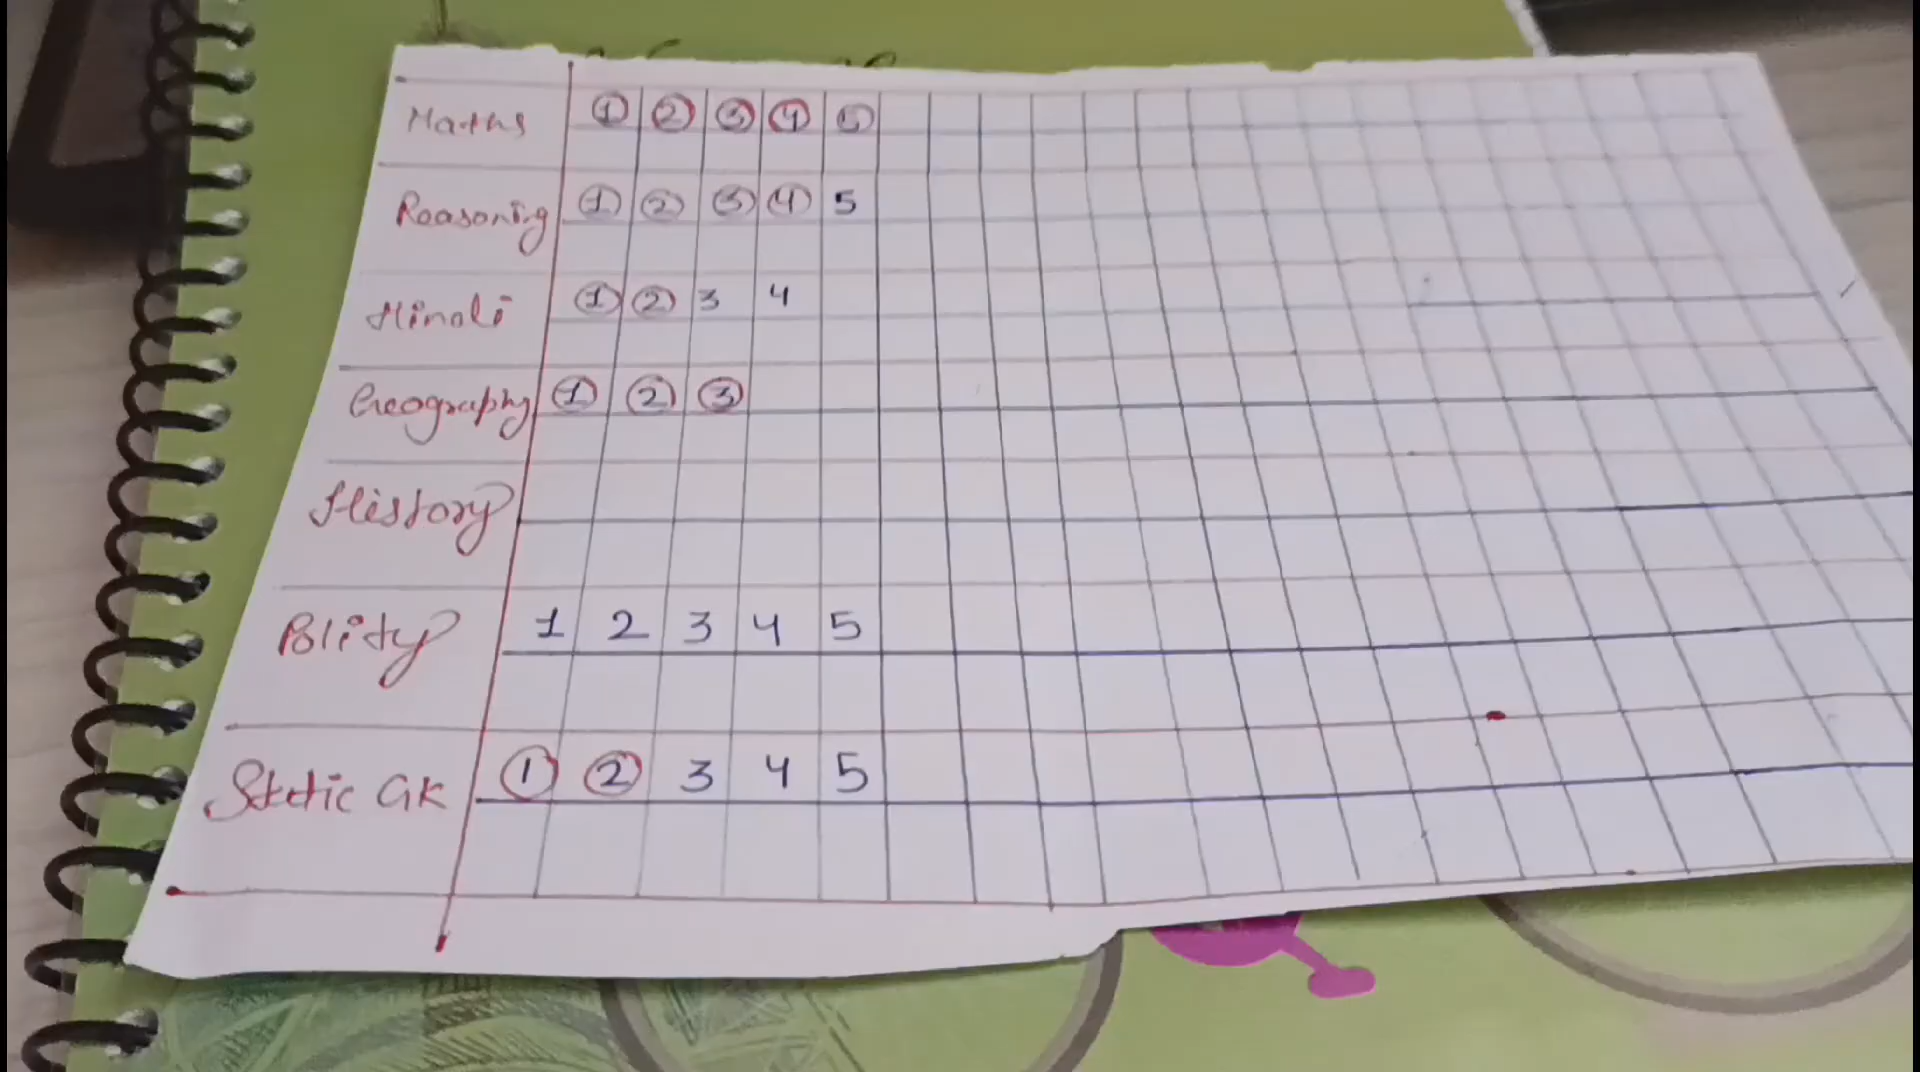 Maths 1 2 3 4 5
Reasoning 1 2 3 4 5
Hindi 1 2 3 4
Geography 1 2 3
History
Polity 1 2 3 4 5
Static GK 1 2 3 4 5